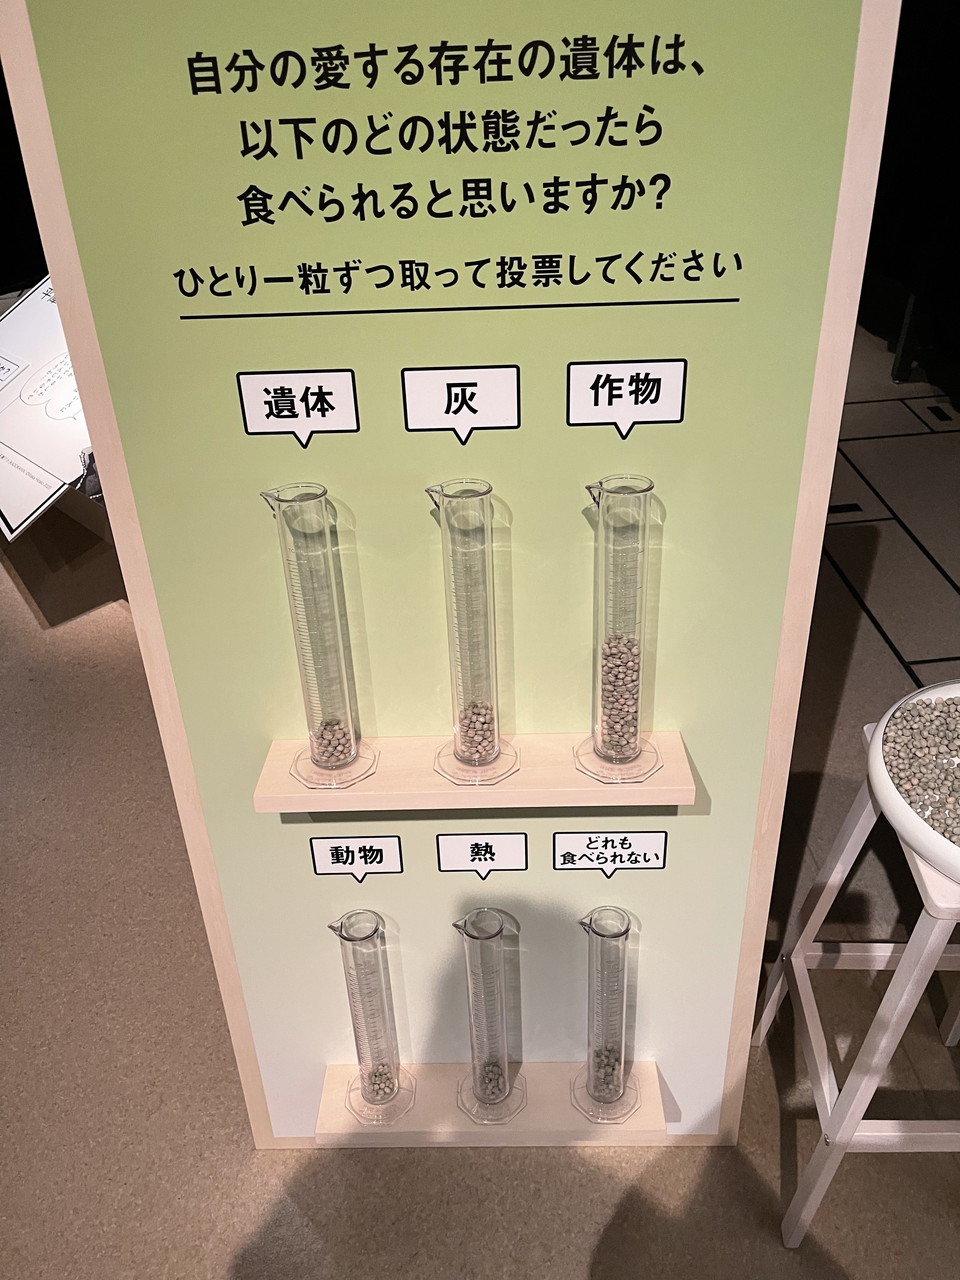 自分の愛する存在の遺体は、
以下のどの状態だったら
食べられると思いますか?
ひとり一粒ずつ取って投票してください
遺体
灰
作物
動物
熱
どれも
食べられない